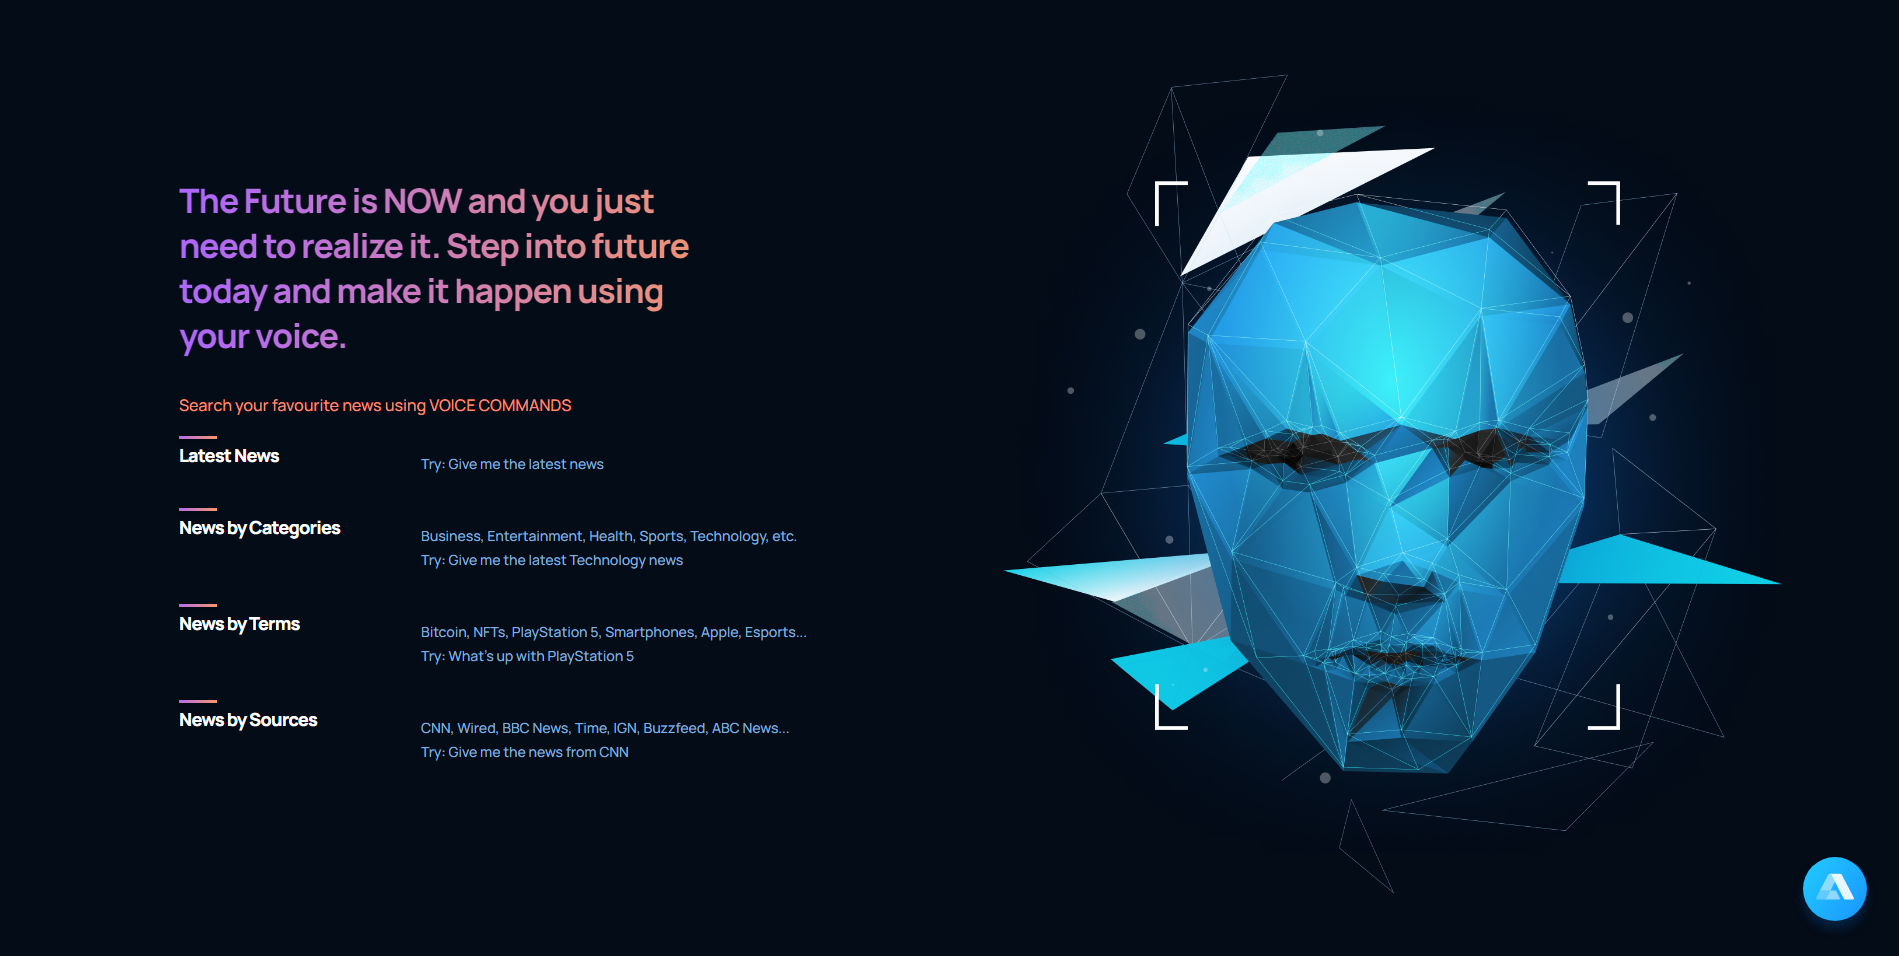 The Future is NOW and you just
need to realize it. Step into future
today and make it happen using
your voice.
Search your favourite news using VOICE COMMANDS
Latest News
Try: Give me the latest news
News by Categories
Business, Entertainment, Health, Sports, Technology, etc.
Try: Give me the latest Technology news
News by Terms
Bitcoin, NFTs, PlayStation 5, Smartphones, Apple, Esports...
Try: What's up with PlayStation 5
News by Sources
CNN, Wired, BBC News, Time, IGN, Buzzfeed, ABC News...
Try: Give me the news from CNN